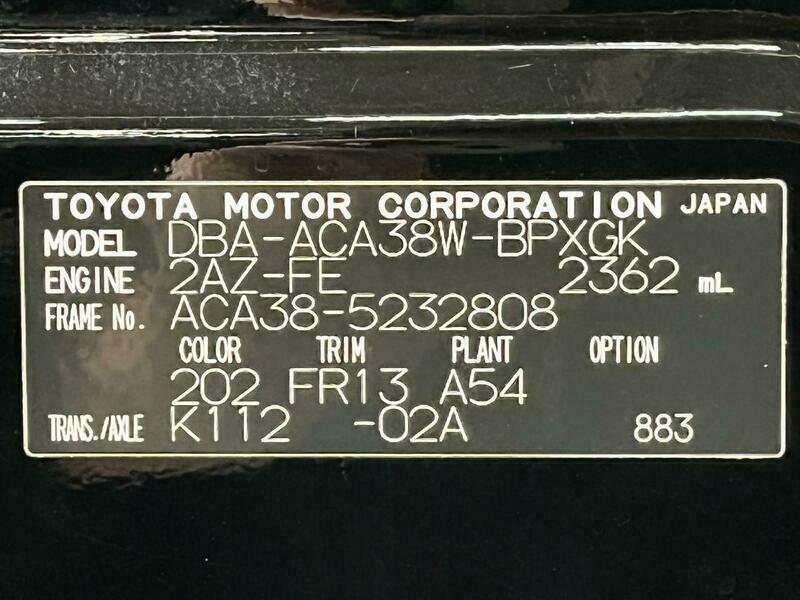 TOYOTA MOTOR CORPORATION JAPAN
MODEL DBA-ACA38W-BPXGK
ENGINE 2AZ-FE 2362 mL
FRAME No. ACA38-5232808
COLOR TRIM PLANT OPTION
202 FR13 A54
TRANS./AXLE K112 -02A 883